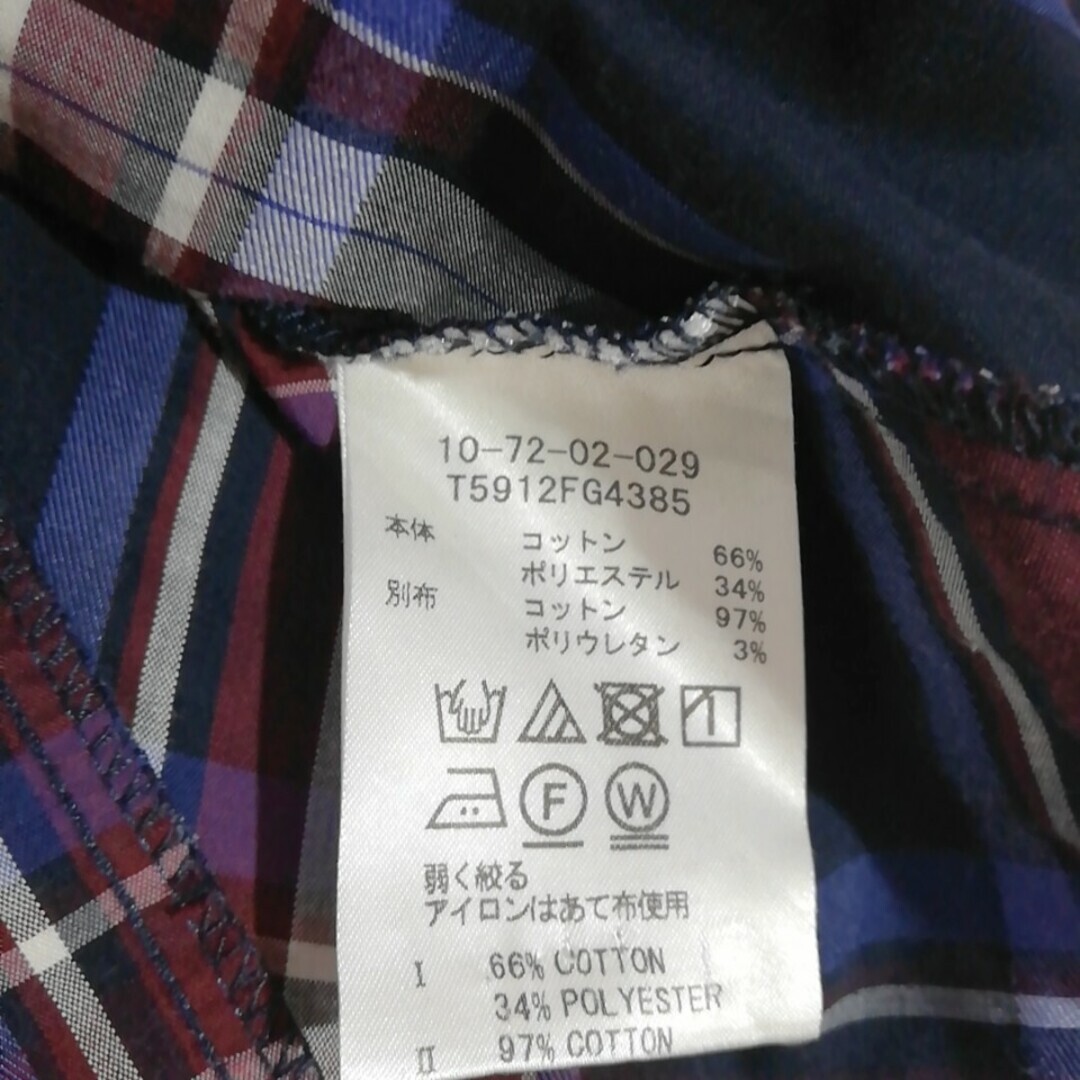 10-72-02-029
T5912FG4385
本体 コットン 66%
ポリエステル 34%
別布 コットン 97%
ポリウレタン 3%
F W
弱く絞る
アイロンはあて布使用
I 66% COTTON
34% POLYESTER
II 97% COTTON